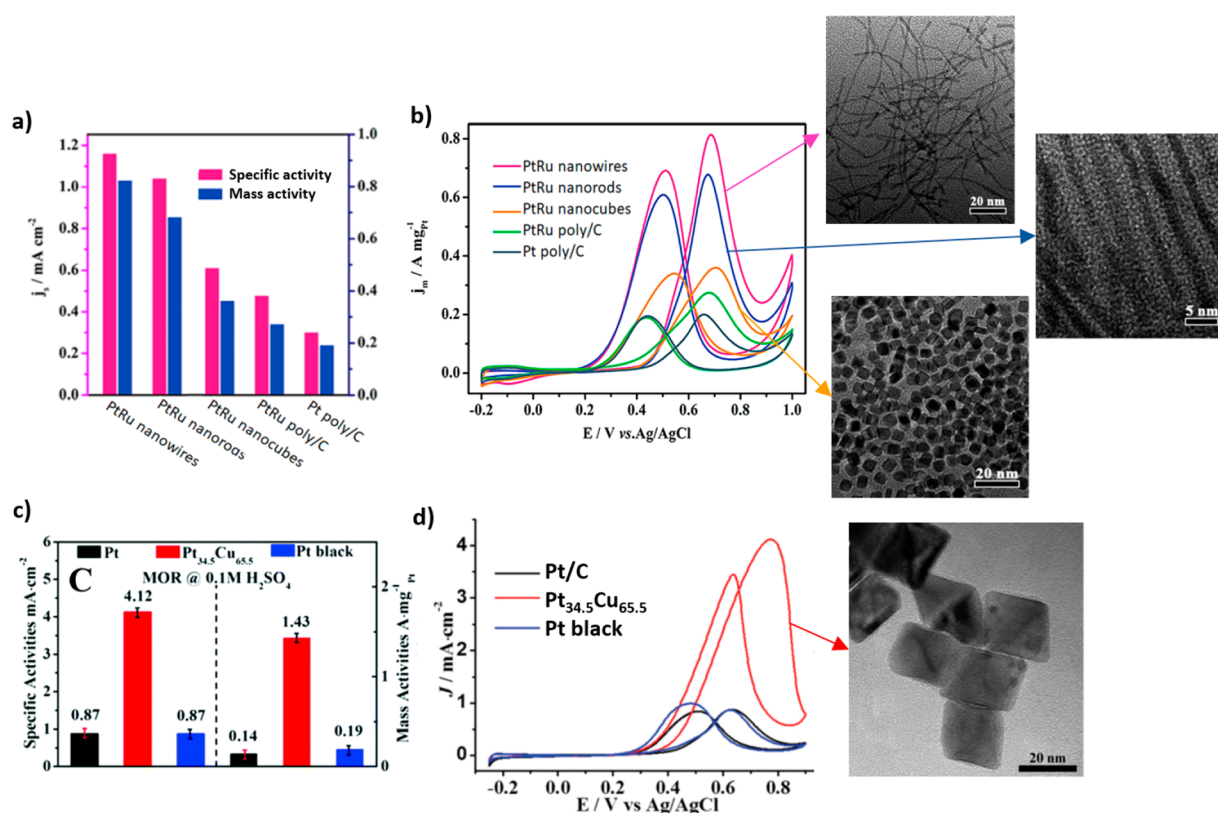 a)
1.2
1.0
0.8
0.6
0.4
0.2
0.0
j_s / mA cm⁻²
Specific activity
Mass activity
1.0
0.8
0.6
0.4
0.2
0.0
PtRu nanowires
PtRu nanorods
PtRu nanocubes
PtRu poly/C
Pt poly/C
b)
0.8
0.6
0.4
0.2
0.0
j_m / A mg⁻¹_Pt
PtRu nanowires
PtRu nanorods
PtRu nanocubes
PtRu poly/C
Pt poly/C
-0.2 0.0 0.2 0.4 0.6 0.8 1.0
E / V vs.Ag/AgCl
20 nm
5 nm
20 nm
c)
6
5
4
3
2
1
0
Specific Activities mA·cm⁻²
Pt Pt₃₄.₅Cu₆₅.₅ Pt black
C MOR @ 0.1M H₂SO₄
0.87
4.12
0.87
0.14
1.43
0.19
2
1
0
Mass Activities A·mg⁻¹_Pt
d)
4
3
2
1
0
J / mA·cm⁻²
Pt/C
Pt₃₄.₅Cu₆₅.₅
Pt black
-0.2 0.0 0.2 0.4 0.6 0.8
E / V vs Ag/AgCl
20 nm